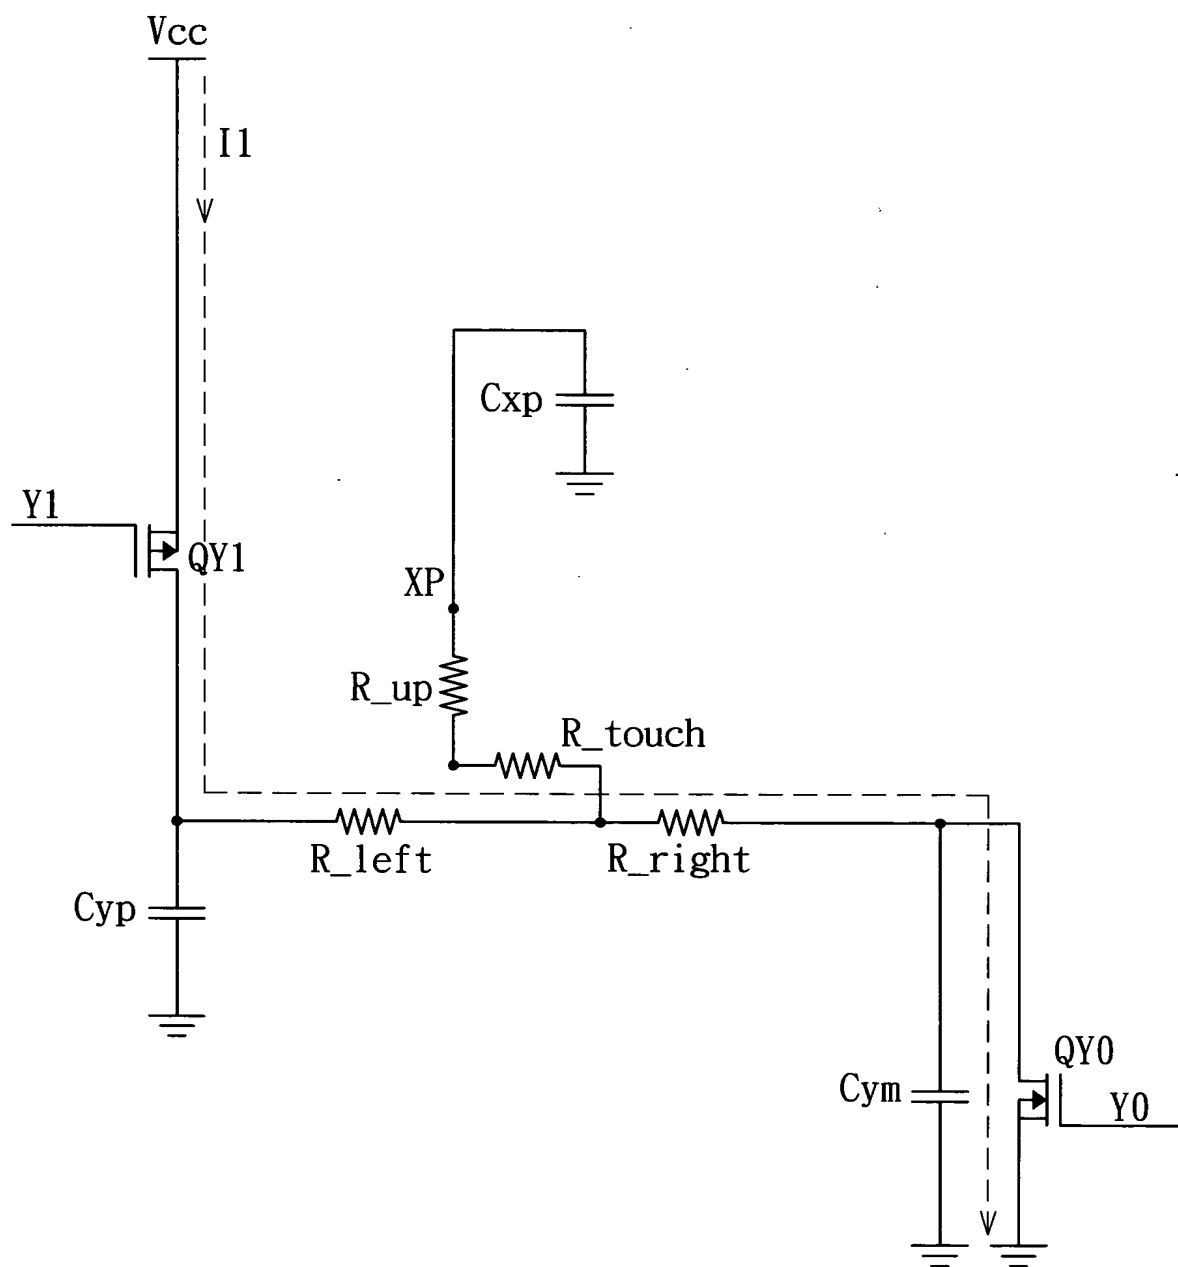 Vcc
I1
Cxp
Y1
QY1
XP
R_up
R_touch
R_left
R_right
Cyp
QY0
Cym
Y0